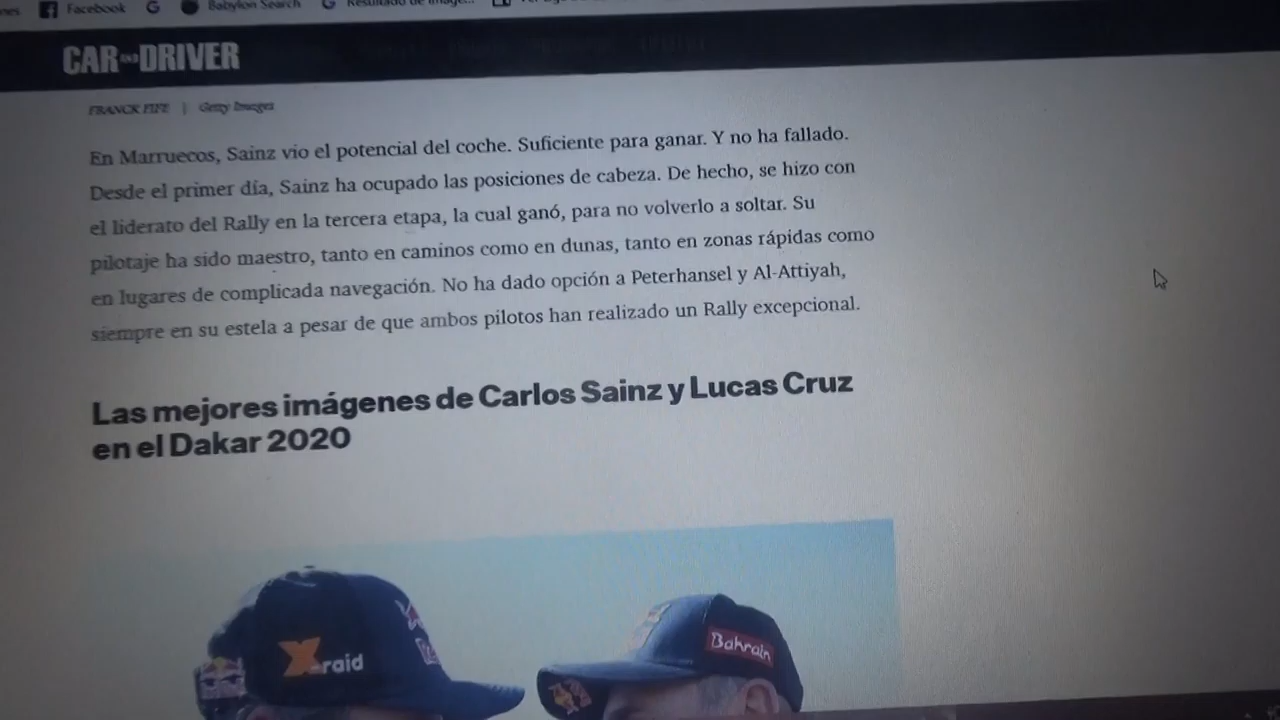 Facebook
Babylon Search
CAR AND DRIVER
FRANCK FIFE | Getty Images
En Marruecos, Sainz vio el potencial del coche. Suficiente para ganar. Y no ha fallado.
Desde el primer día, Sainz ha ocupado las posiciones de cabeza. De hecho, se hizo con
el liderato del Rally en la tercera etapa, la cual ganó, para no volverlo a soltar. Su
pilotaje ha sido maestro, tanto en caminos como en dunas, tanto en zonas rápidas como
en lugares de complicada navegación. No ha dado opción a Peterhansel y Al-Attiyah,
siempre en su estela a pesar de que ambos pilotos han realizado un Rally excepcional.
Las mejores imágenes de Carlos Sainz y Lucas Cruz
en el Dakar 2020
X-raid
Bahrain